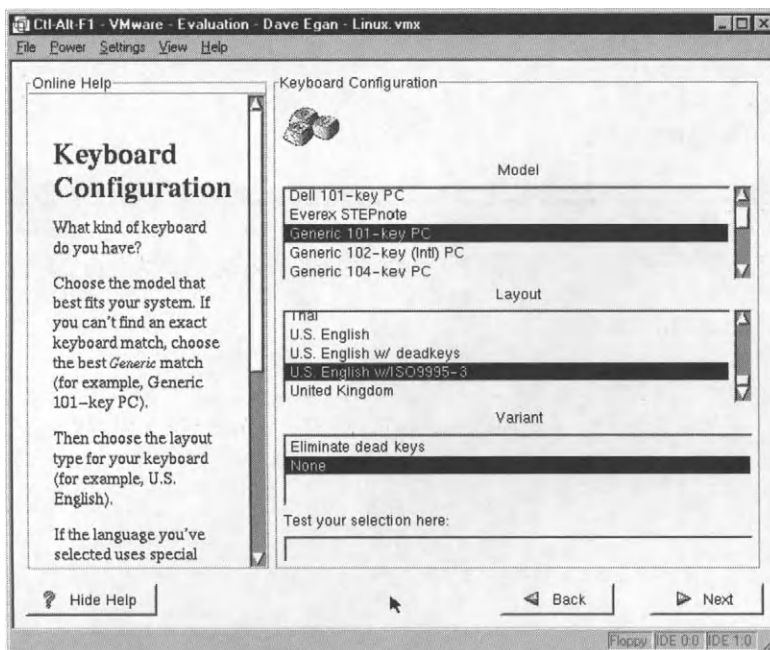 Ctl-Alt-F1 - VMware - Evaluation - Dave Egan - Linux.vmx
File Power Settings View Help
Online Help
Keyboard
Configuration
What kind of keyboard
do you have?
Choose the model that
best fits your system. If
you can't find an exact
keyboard match, choose
the best Generic match
(for example, Generic
101-key PC).
Then choose the layout
type for your keyboard
(for example, U.S.
English).
If the language you've
selected uses special
Keyboard Configuration
Model
Dell 101-key PC
Everex STEPnote
Generic 101-key PC
Generic 102-key (Intl) PC
Generic 104-key PC
Layout
Thai
U.S. English
U.S. English w/ deadkeys
U.S. English w/ISO9995-3
United Kingdom
Variant
Eliminate dead keys
None
Test your selection here:
Hide Help
Back
Next
Floppy IDE 0:0 IDE 1:0